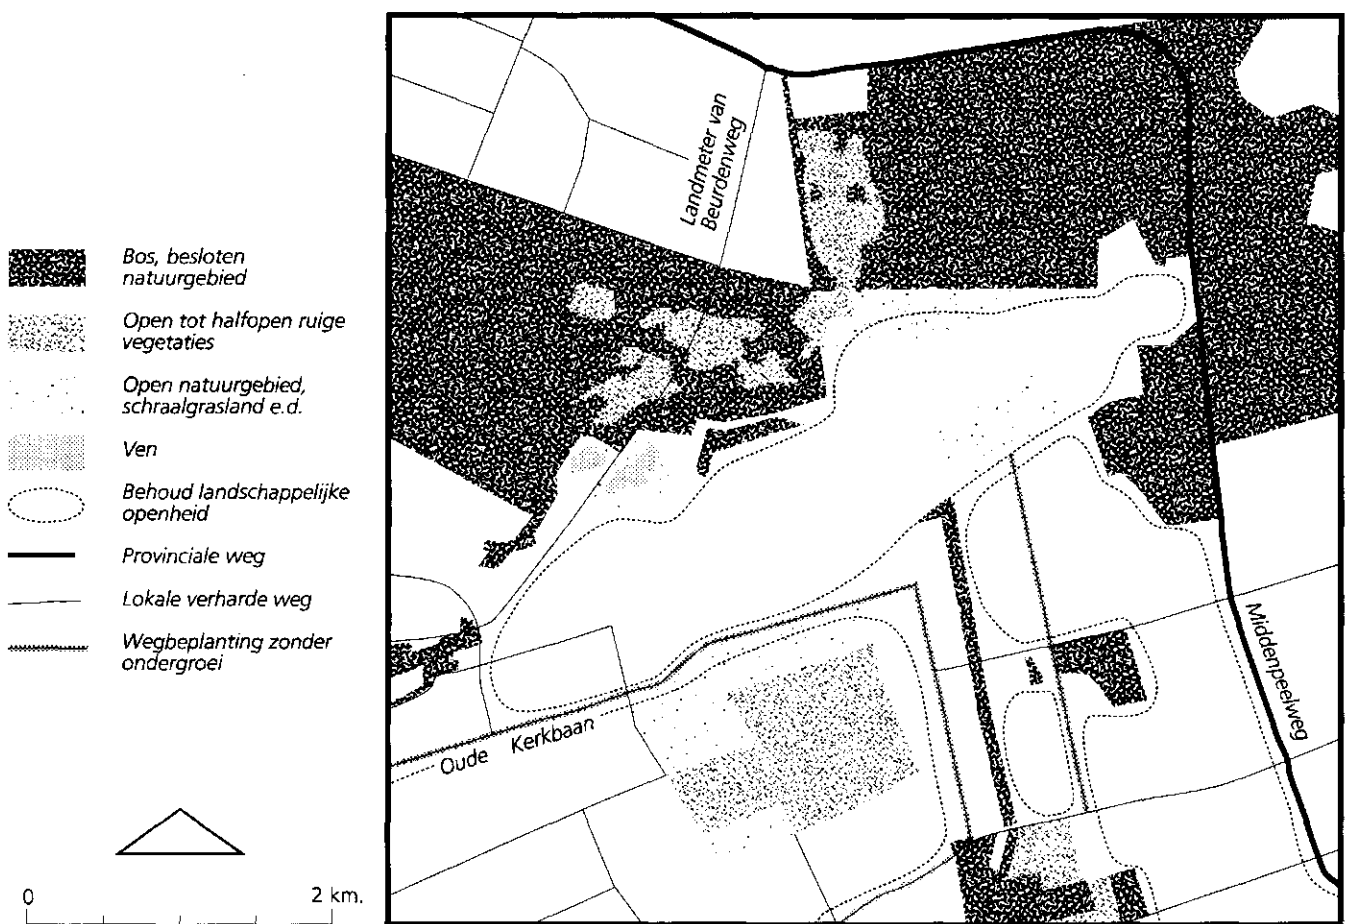 Bos, besloten
natuurgebied
Open tot halfopen ruige
vegetaties
Open natuurgebied,
schraalgrasland e.d.
Ven
Behoud landschappelijke
openheid
Provinciale weg
Lokale verharde weg
Wegbeplanting zonder
ondergroei
0 2 km.
Landmeter van
Beurdenweg
Oude Kerkbaan
Middenpeelweg